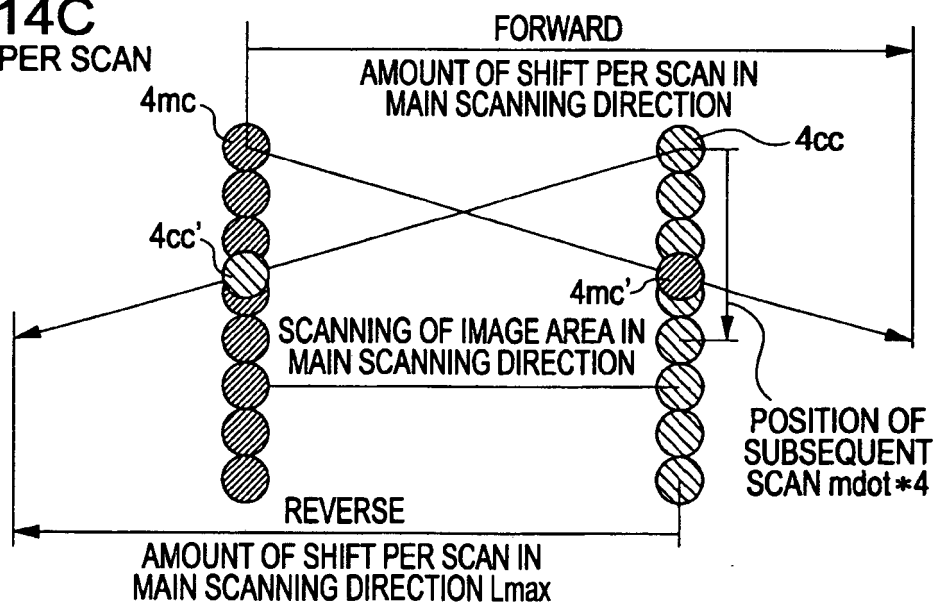 14C
PER SCAN
FORWARD
AMOUNT OF SHIFT PER SCAN IN
MAIN SCANNING DIRECTION
4mc
4cc
4cc'
4mc'
SCANNING OF IMAGE AREA IN
MAIN SCANNING DIRECTION
POSITION OF
SUBSEQUENT
SCAN mdot*4
REVERSE
AMOUNT OF SHIFT PER SCAN IN
MAIN SCANNING DIRECTION Lmax